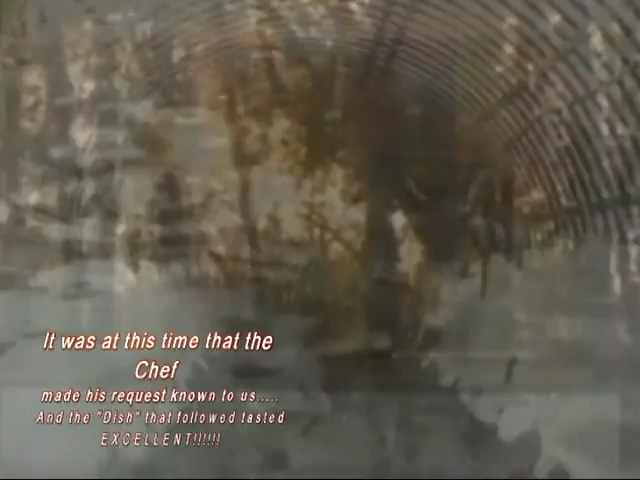 It was at this time that the
Chef
made his request known to us.....
And the "Dish" that followed tasted
EXCELLENT!!!!!!